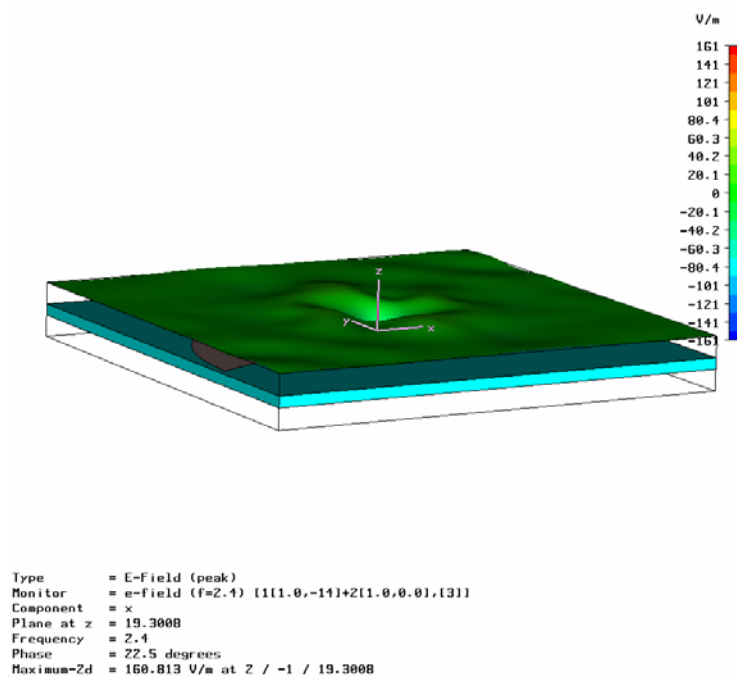 V/m
161
141
121
101
80.4
60.3
40.2
20.1
0
-20.1
-40.2
-60.3
-80.4
-101
-121
-141
-161
z
y
x
Type = E-Field (peak)
Monitor = e-field (f=2.4) [1[1.0,-14]+2[1.0,0.0],[3]]
Component = x
Plane at z = 19.3008
Frequency = 2.4
Phase = 22.5 degrees
Maximum-2d = 160.813 V/m at 2 / -1 / 19.3008